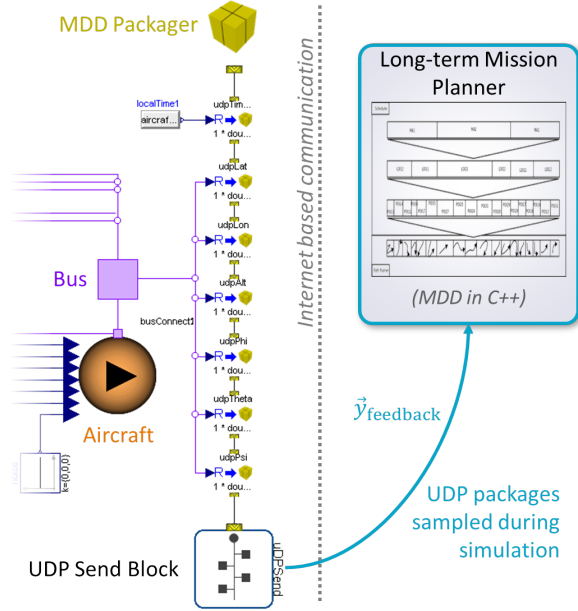 MDD Packager
localTime1
aircraf...
udpTim...
R
1 * dou...
udpLat
R
1 * dou...
udpLon
R
1 * dou...
udpAlt
R
1 * dou...
udpPhi
R
1 * dou...
udpTheta
R
1 * dou...
udpPsi
R
1 * dou...
Bus
busConnect1
Aircraft
k={0,0,0}
UDP Send Block
uDPSend
Internet based communication
Long-term Mission
Planner
Scheduler
(MDD in C++)
y feedback
UDP packages
sampled during
simulation